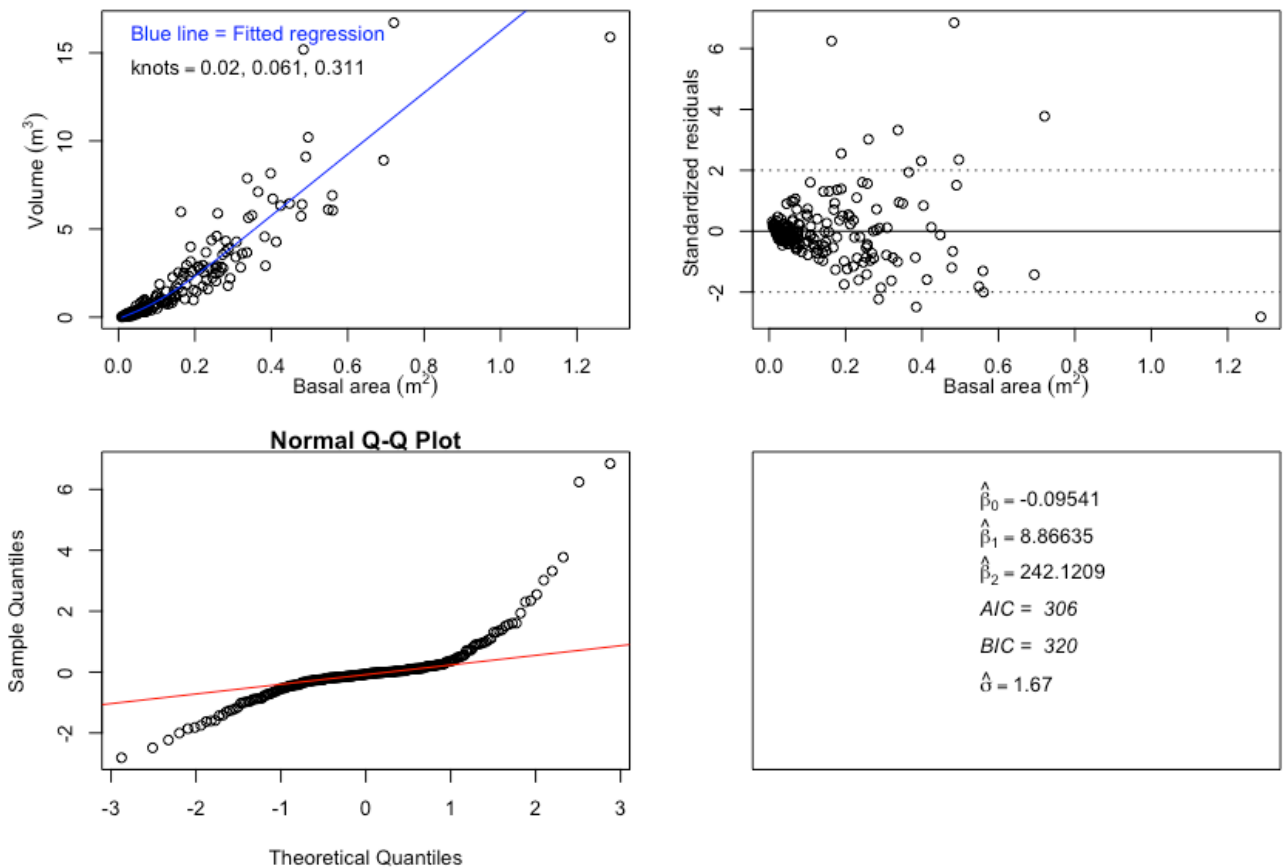 Blue line = Fitted regression
knots = 0.02, 0.061, 0.311
Volume (m³)
0 5 10 15
0.0 0.2 0.4 0.6 0.8 1.0 1.2
Basal area (m²)
Standardized residuals
-2 0 2 4 6
0.0 0.2 0.4 0.6 0.8 1.0 1.2
Basal area (m²)
Normal Q-Q Plot
Sample Quantiles
-2 0 2 4 6
-3 -2 -1 0 1 2 3
Theoretical Quantiles
β̂₀ = -0.09541
β̂₁ = 8.86635
β̂₂ = 242.1209
AIC = 306
BIC = 320
σ̂ = 1.67